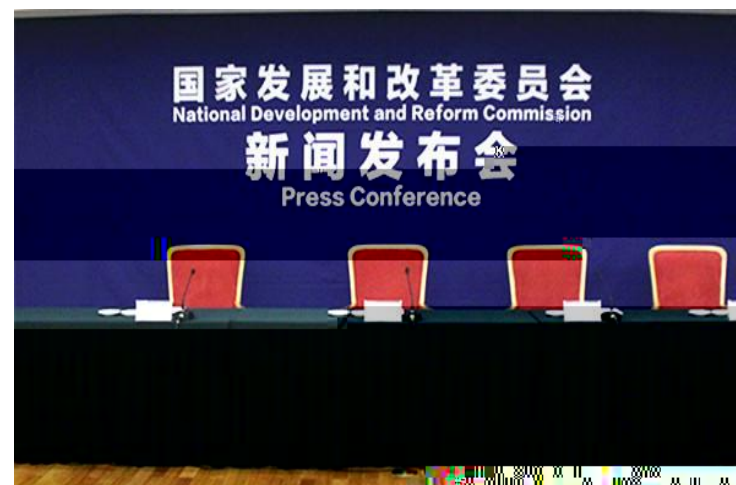 国家发展和改革委员会
National Development and Reform Commission
新闻发布会
Press Conference